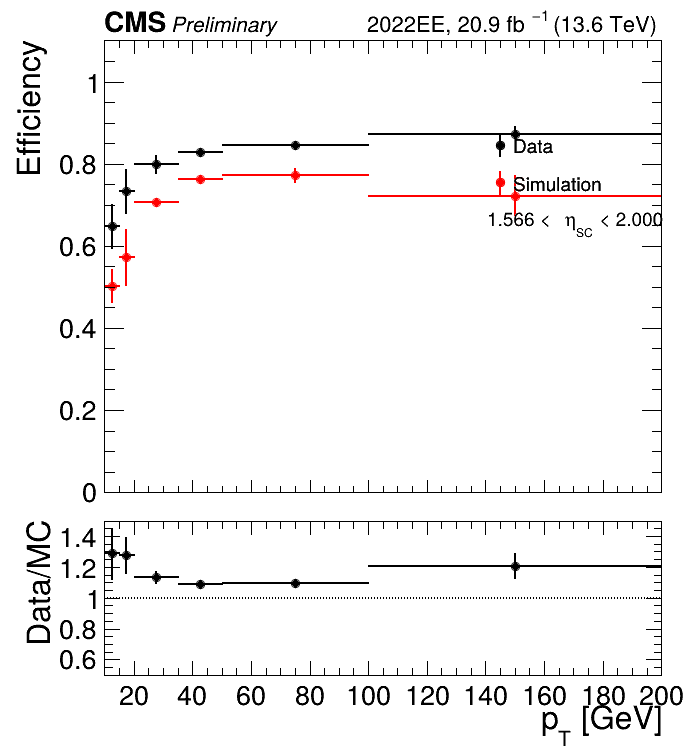 CMS Preliminary 2022EE, 20.9 fb⁻¹ (13.6 TeV)
Efficiency
1
0.8
0.6
0.4
0.2
0
Data
Simulation
1.566 < η_SC < 2.000
Data/MC
1.4
1.2
1
0.8
0.6
20 40 60 80 100 120 140 160 180 200
p_T [GeV]